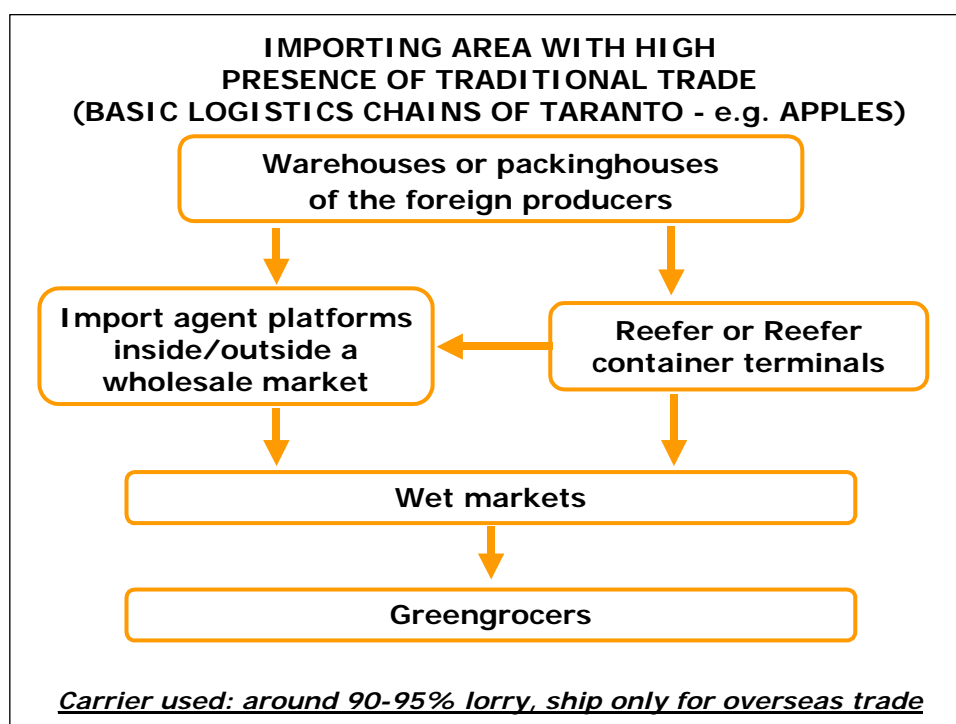 IMPORTING AREA WITH HIGH
PRESENCE OF TRADITIONAL TRADE
(BASIC LOGISTICS CHAINS OF TARANTO - e.g. APPLES)
Warehouses or packinghouses
of the foreign producers
Import agent platforms
inside/outside a
wholesale market
Reefer or Reefer
container terminals
Wet markets
Greengrocers
Carrier used: around 90-95% lorry, ship only for overseas trade